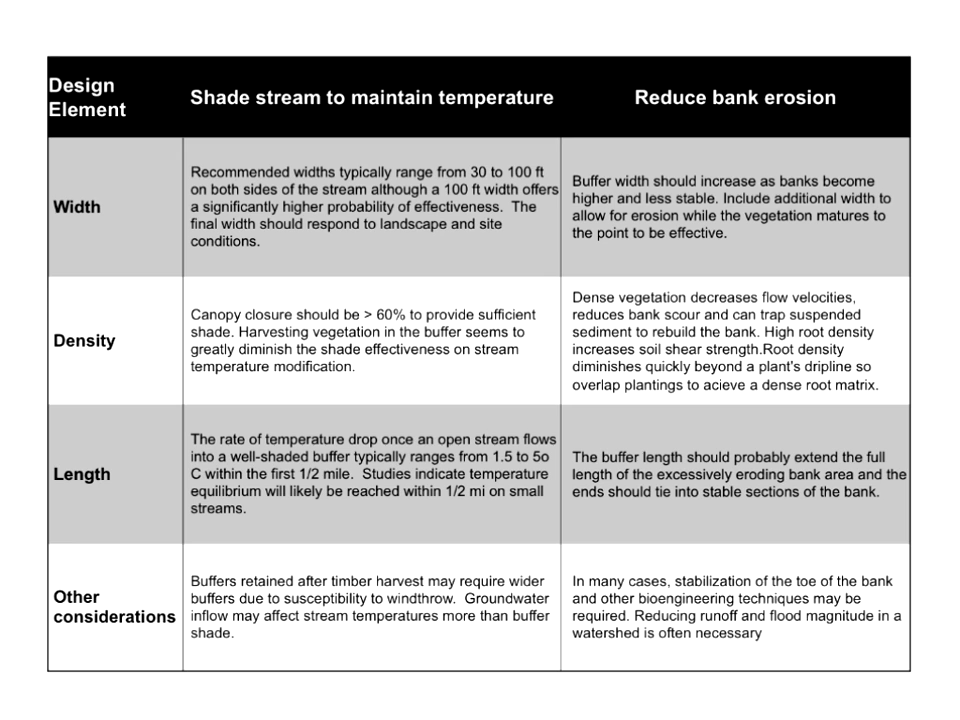 Design
Element
Shade stream to maintain temperature
Reduce bank erosion
Width
Recommended widths typically range from 30 to 100 ft
on both sides of the stream although a 100 ft width offers
a significantly higher probability of effectiveness.  The
final width should respond to landscape and site
conditions.
Buffer width should increase as banks become
higher and less stable. Include additional width to
allow for erosion while the vegetation matures to
the point to be effective.
Density
Canopy closure should be > 60% to provide sufficient
shade. Harvesting vegetation in the buffer seems to
greatly diminish the shade effectiveness on stream
temperature modification.
Dense vegetation decreases flow velocities,
reduces bank scour and can trap suspended
sediment to rebuild the bank. High root density
increases soil shear strength.Root density
diminishes quickly beyond a plant's dripline so
overlap plantings to acieve a dense root matrix.
Length
The rate of temperature drop once an open stream flows
into a well-shaded buffer typically ranges from 1.5 to 5o
C within the first 1/2 mile.  Studies indicate temperature
equilibrium will likely be reached within 1/2 mi on small
streams.
The buffer length should probably extend the full
length of the excessively eroding bank area and the
ends should tie into stable sections of the bank.
Other
considerations
Buffers retained after timber harvest may require wider
buffers due to susceptibility to windthrow.  Groundwater
inflow may affect stream temperatures more than buffer
shade.
In many cases, stabilization of the toe of the bank
and other bioengineering techniques may be
required. Reducing runoff and flood magnitude in a
watershed is often necessary